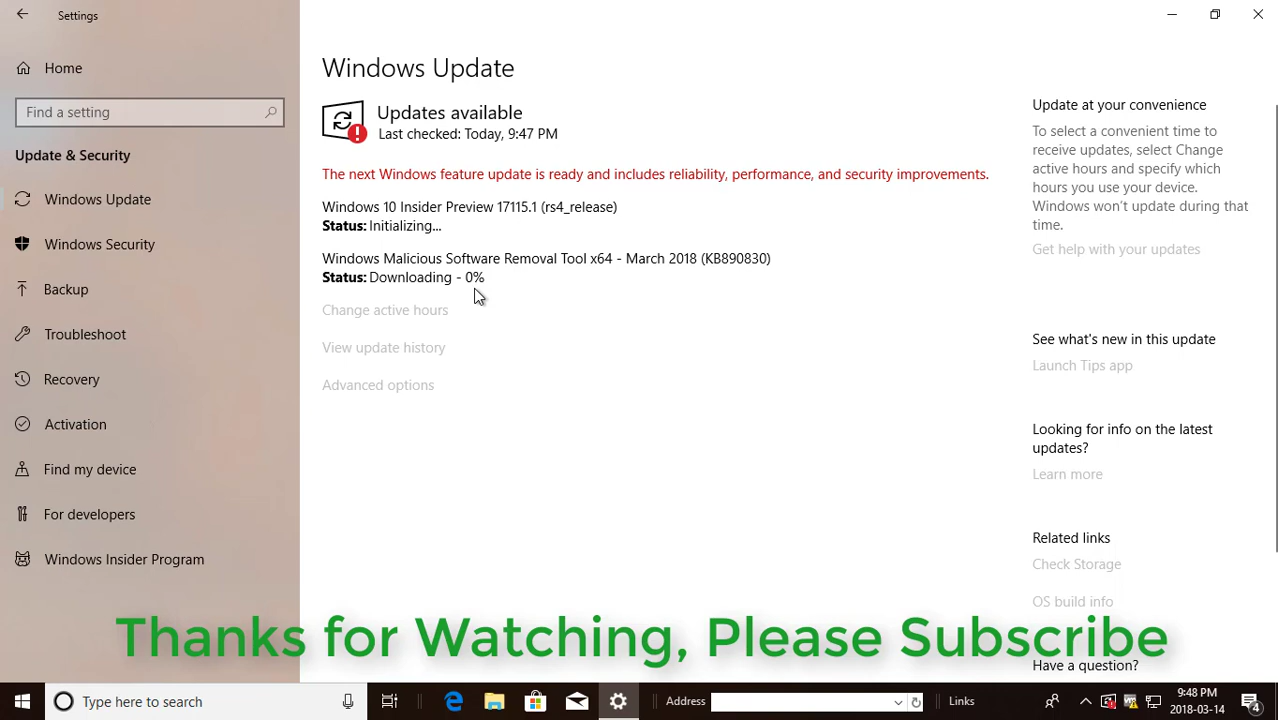 Settings
Home
Find a setting
Update & Security
Windows Update
Windows Security
Backup
Troubleshoot
Recovery
Activation
Find my device
For developers
Windows Insider Program
Windows Update
Updates available
Last checked: Today, 9:47 PM
The next Windows feature update is ready and includes reliability, performance, and security improvements.
Windows 10 Insider Preview 17115.1 (rs4_release)
Status: Initializing...
Windows Malicious Software Removal Tool x64 - March 2018 (KB890830)
Status: Downloading - 0%
Change active hours
View update history
Advanced options
Update at your convenience
To select a convenient time to
receive updates, select Change
active hours and specify which
hours you use your device.
Windows won't update during that
time.
Get help with your updates
See what's new in this update
Launch Tips app
Looking for info on the latest
updates?
Learn more
Related links
Check Storage
OS build info
Have a question?
Thanks for Watching, Please Subscribe
Type here to search
Address
Links
9:48 PM
2018-03-14
4